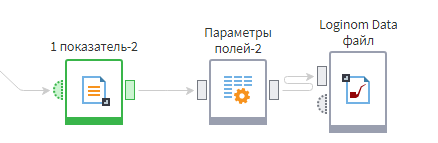 1 показатель-2
Параметры
полей-2
Loginom Data
файл